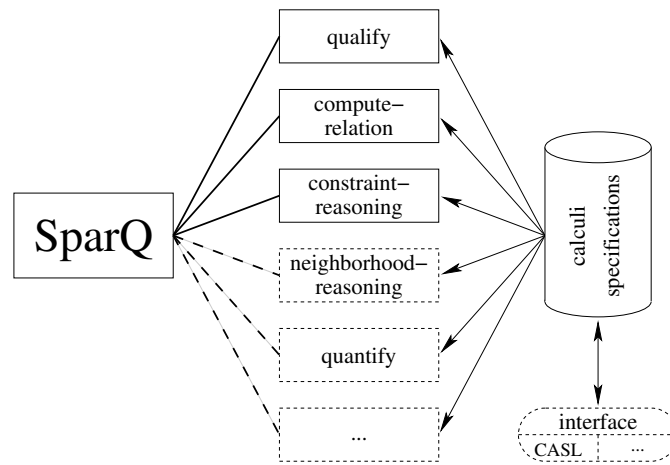 qualify
compute−
relation
constraint−
reasoning
SparQ
neighborhood−
reasoning
quantify
...
calculi
specifications
interface
CASL
...